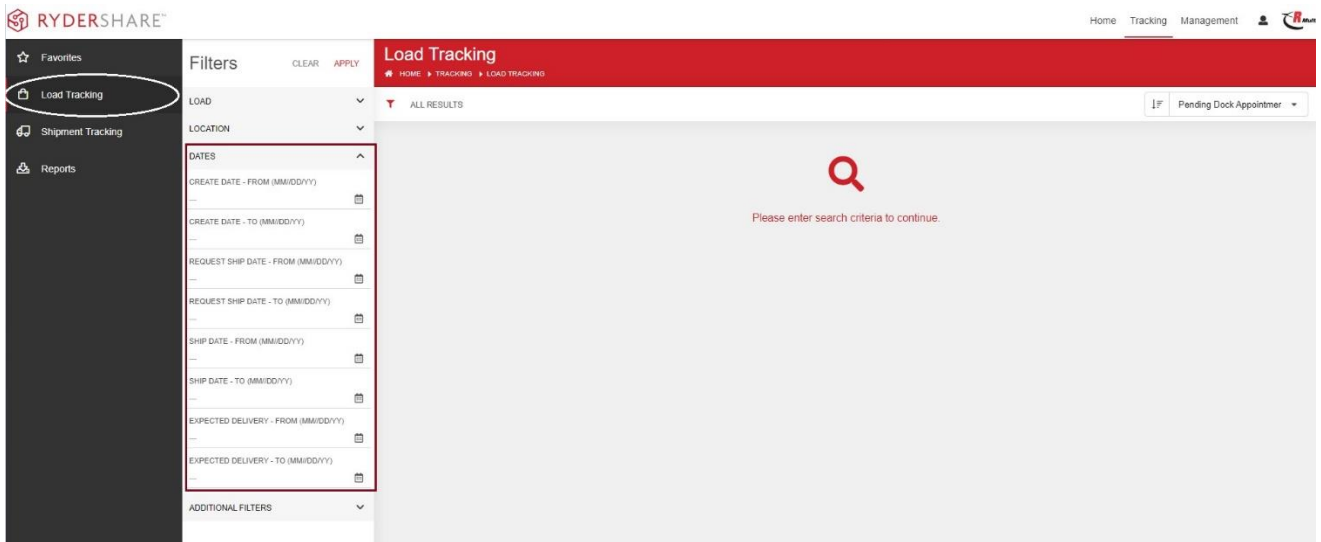 RYDERSHARE™
Home Tracking Management
Favorites
Load Tracking
Shipment Tracking
Reports
Filters CLEAR APPLY
LOAD
LOCATION
DATES
CREATE DATE - FROM (MM//DD/YY)
—
CREATE DATE - TO (MM//DD/YY)
—
REQUEST SHIP DATE - FROM (MM//DD/YY)
—
REQUEST SHIP DATE - TO (MM//DD/YY)
—
SHIP DATE - FROM (MM//DD/YY)
—
SHIP DATE - TO (MM//DD/YY)
—
EXPECTED DELIVERY - FROM (MM//DD/YY)
—
EXPECTED DELIVERY - TO (MM//DD/YY)
—
ADDITIONAL FILTERS
Load Tracking
HOME TRACKING LOAD TRACKING
ALL RESULTS
Pending Dock Appointmer
Please enter search criteria to continue.